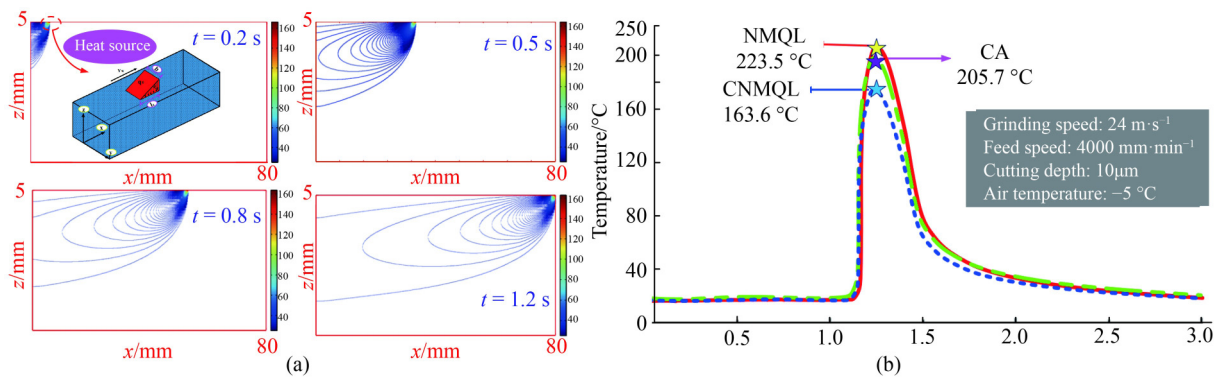 5
z/mm
Heat source
t = 0.2 s
x/mm
80
160
140
120
100
80
60
40
5
z/mm
t = 0.5 s
x/mm
80
160
140
120
100
80
60
40
5
z/mm
t = 0.8 s
x/mm
80
160
140
120
100
80
60
40
5
z/mm
t = 1.2 s
x/mm
80
160
140
120
100
80
60
40
(a)
Temperature/°C
250
200
160
120
80
40
0
0.5
1.0
1.5
2.0
2.5
3.0
NMQL
223.5 °C
CA
205.7 °C
CNMQL
163.6 °C
Grinding speed: 24 m·s⁻¹
Feed speed: 4000 mm·min⁻¹
Cutting depth: 10μm
Air temperature: −5 °C
(b)